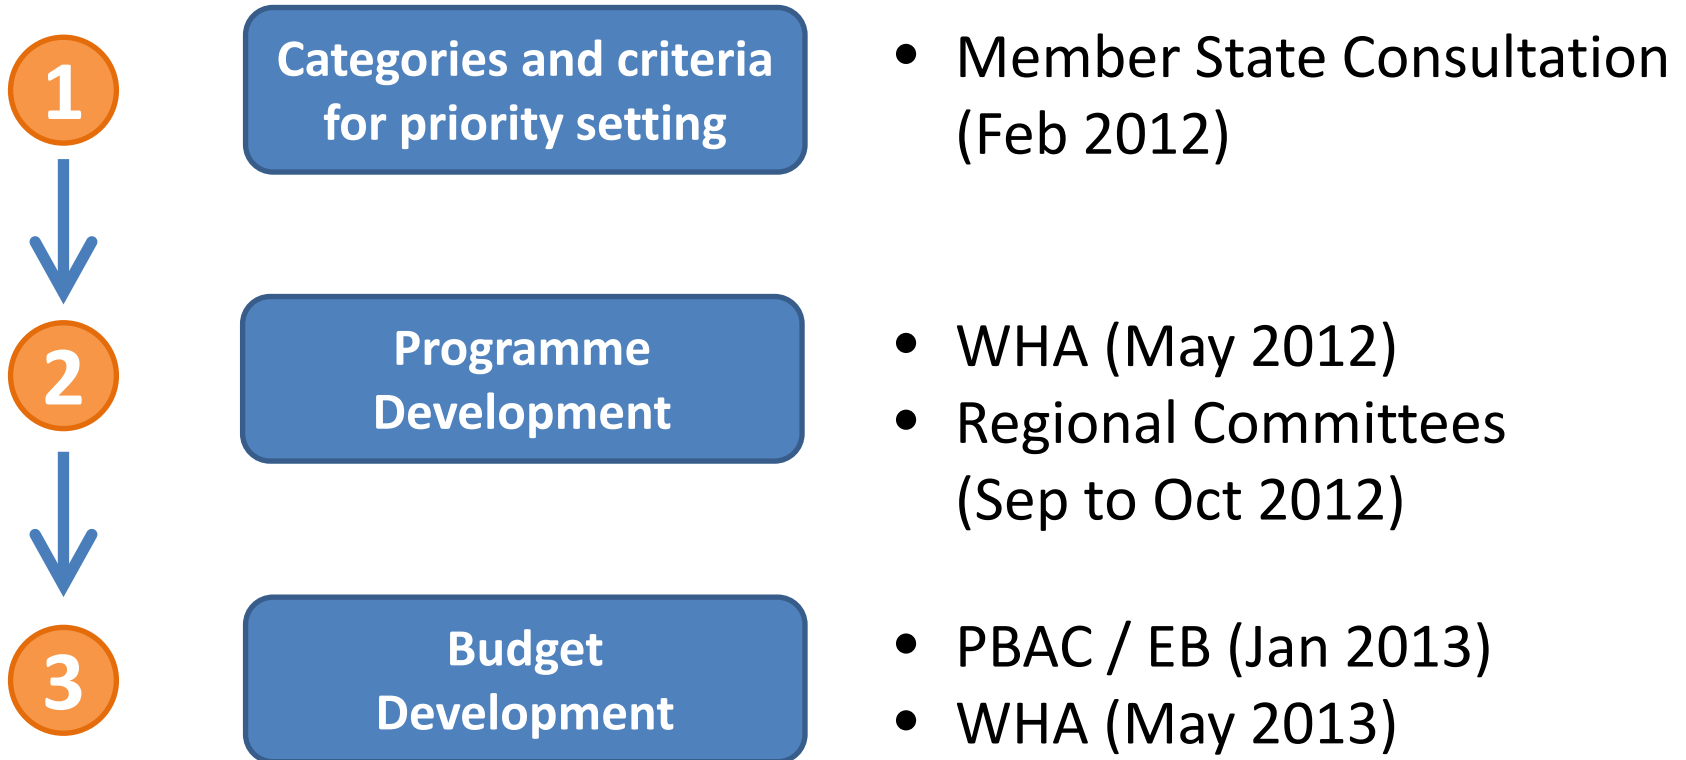 1
Categories and criteria
for priority setting
• Member State Consultation
(Feb 2012)
2
Programme
Development
• WHA (May 2012)
• Regional Committees
(Sep to Oct 2012)
3
Budget
Development
• PBAC / EB (Jan 2013)
• WHA (May 2013)